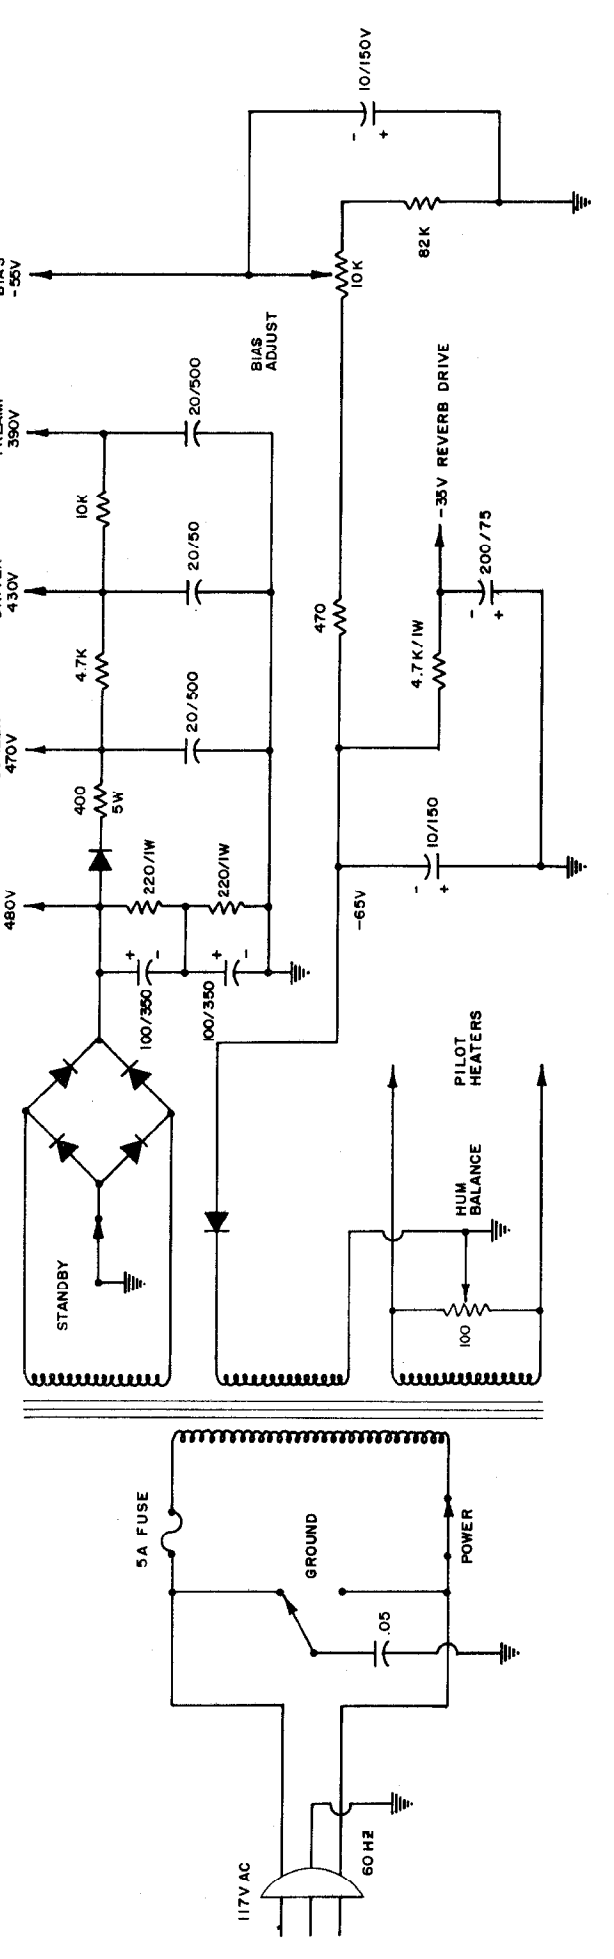 10/150V
-
+
-55V
10K
82K
BIAS
ADJUST
390V
20/500
10K
-35V REVERB DRIVE
430V
20/50
470
200/75
-
+
4.7K
4.7K/1W
470V
20/500
400
5W
10/150
-
+
480V
220/1W
220/1W
-65V
+
-
+
-
100/350
100/350
PILOT
HEATERS
HUM
BALANCE
STANDBY
100
5A FUSE
GROUND
POWER
.05
117V AC
60 HZ